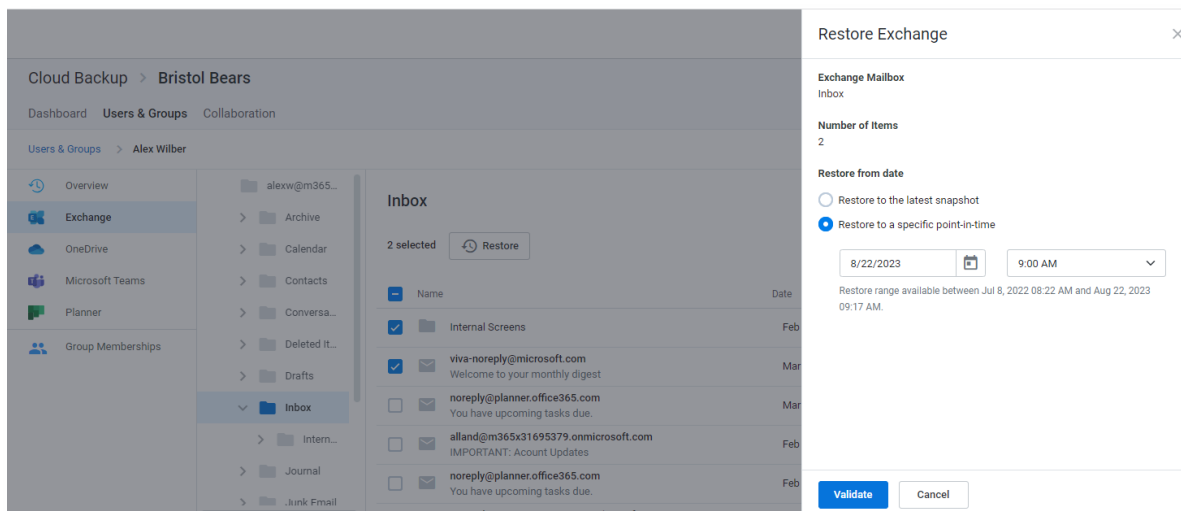 Cloud Backup > Bristol Bears
Dashboard Users & Groups Collaboration
Users & Groups > Alex Wilber
Overview
Exchange
OneDrive
Microsoft Teams
Planner
Group Memberships
alexw@m365...
Archive
Calendar
Contacts
Conversa...
Deleted It...
Drafts
Inbox
Intern...
Journal
Junk Email
Inbox
2 selected Restore
Name Date
Internal Screens Feb
viva-noreply@microsoft.com Mar
Welcome to your monthly digest
noreply@planner.office365.com Mar
You have upcoming tasks due.
alland@m365x31695379.onmicrosoft.com Feb
IMPORTANT: Acount Updates
noreply@planner.office365.com Feb
You have upcoming tasks due.
Restore Exchange
Exchange Mailbox
Inbox
Number of Items
2
Restore from date
Restore to the latest snapshot
Restore to a specific point-in-time
8/22/2023 9:00 AM
Restore range available between Jul 8, 2022 08:22 AM and Aug 22, 2023
09:17 AM.
Validate Cancel